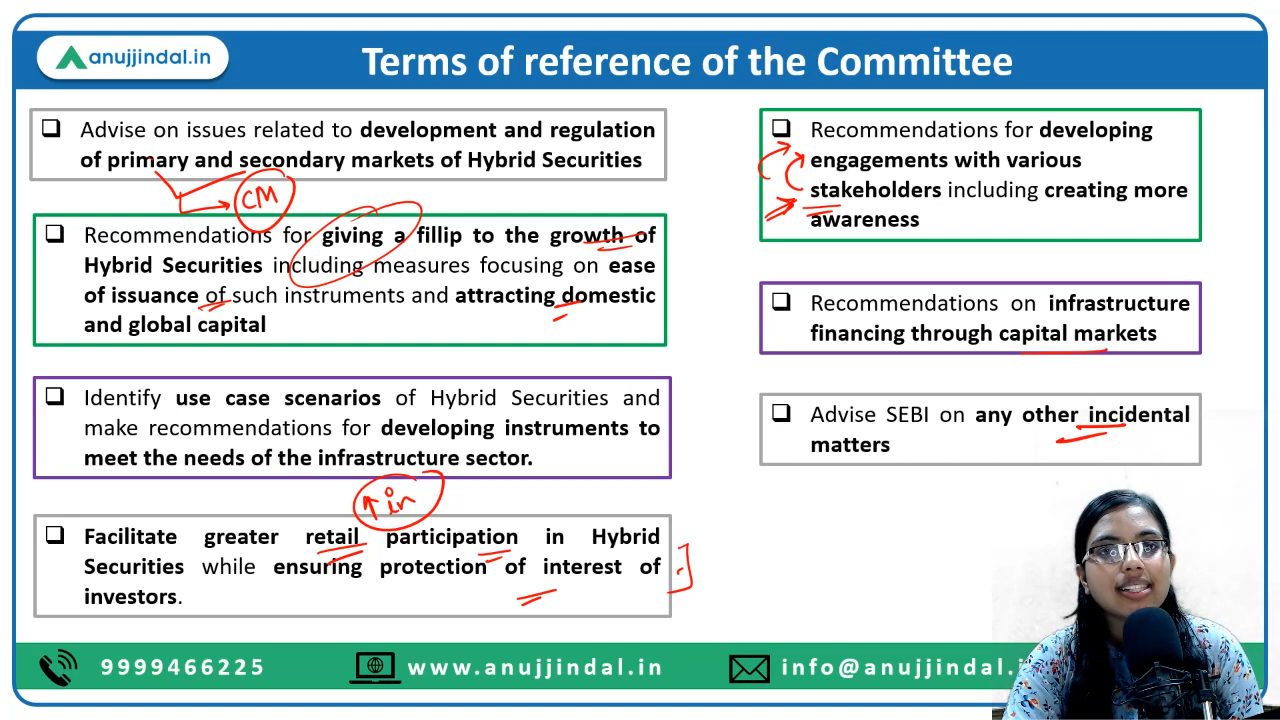 anujjindal.in
Terms of reference of the Committee
❑ Advise on issues related to development and regulation
of primary and secondary markets of Hybrid Securities
CM
❑ Recommendations for giving a fillip to the growth of
Hybrid Securities including measures focusing on ease
of issuance of such instruments and attracting domestic
and global capital
❑ Identify use case scenarios of Hybrid Securities and
make recommendations for developing instruments to
meet the needs of the infrastructure sector.
↑ in
❑ Facilitate greater retail participation in Hybrid
Securities while ensuring protection of interest of
investors.
❑ Recommendations for developing
engagements with various
stakeholders including creating more
awareness
❑ Recommendations on infrastructure
financing through capital markets
❑ Advise SEBI on any other incidental
matters
9999466225
www.anujjindal.in
info@anujjindal.i